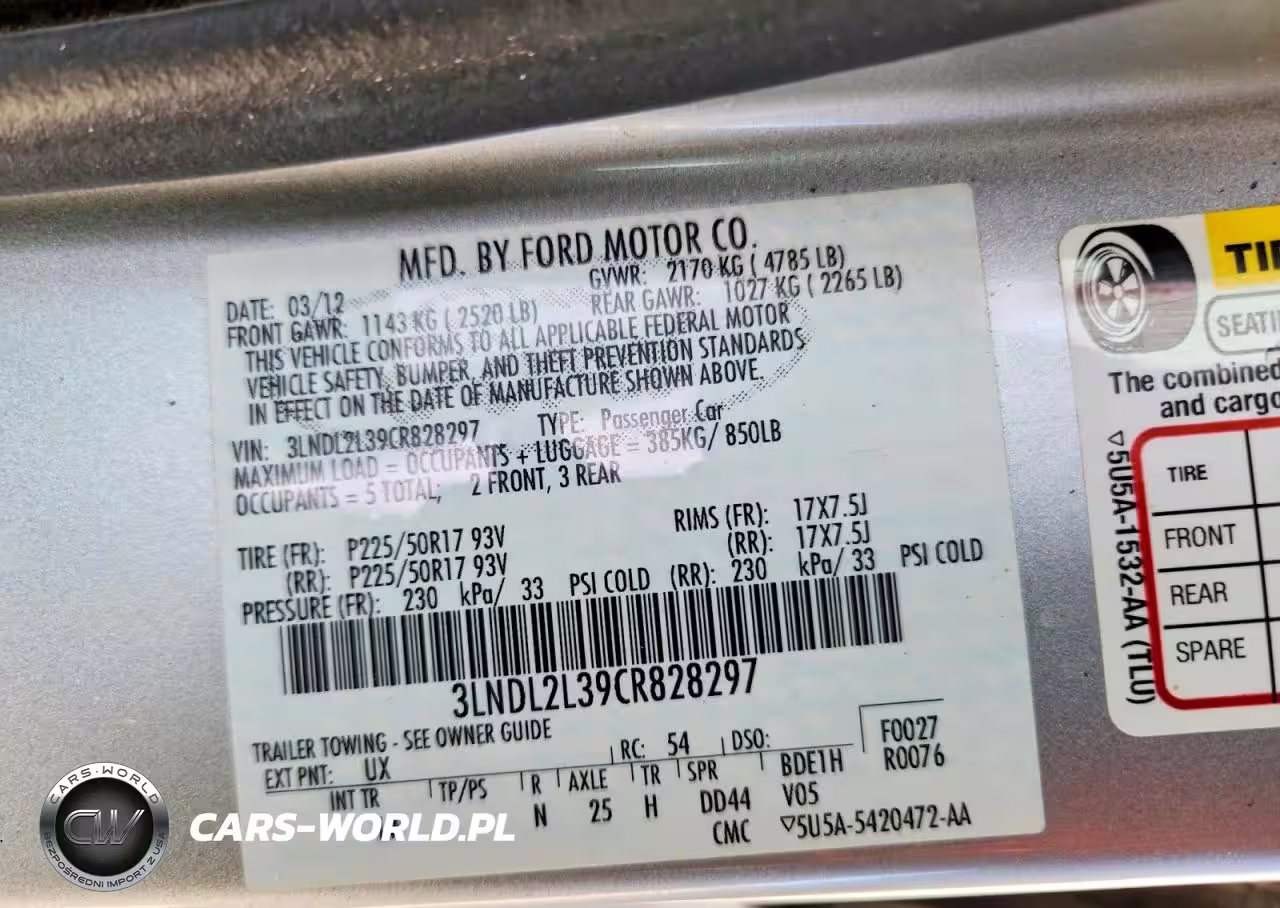 MFD. BY FORD MOTOR CO.
DATE: 03/12 GVWR: 2170 KG ( 4785 LB)
FRONT GAWR: 1143 KG ( 2520 LB) REAR GAWR: 1027 KG ( 2265 LB)
THIS VEHICLE CONFORMS TO ALL APPLICABLE FEDERAL MOTOR
VEHICLE SAFETY, BUMPER, AND THEFT PREVENTION STANDARDS
IN EFFECT ON THE DATE OF MANUFACTURE SHOWN ABOVE.
VIN: 3LNDL2L39CR828297 TYPE: Passenger Car
MAXIMUM LOAD = OCCUPANTS + LUGGAGE = 385KG/ 850LB
OCCUPANTS = 5 TOTAL; 2 FRONT, 3 REAR
TIRE (FR): P225/50R17 93V RIMS (FR): 17X7.5J
(RR): P225/50R17 93V (RR): 17X7.5J
PRESSURE (FR): 230 kPa/ 33 PSI COLD (RR): 230 kPa/ 33 PSI COLD
3LNDL2L39CR828297
TRAILER TOWING - SEE OWNER GUIDE
EXT PNT: UX RC: 54 DSO: F0027
R0076
INT TR TP/PS R AXLE TR SPR BDE1H
N 25 H DD44 V05
CMC ▽5U5A-5420472-AA
SEATI
The combined
and cargo
TIRE
FRONT
REAR
SPARE
▽5U5A-1532-AA (TLU)
CARS-WORLD
CW
BEZPOŚREDNI IMPORT Z USA
CARS-WORLD.PL